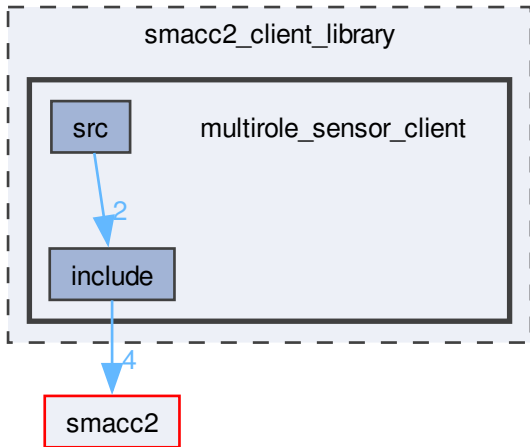 smacc2_client_library
src
multirole_sensor_client
2
include
4
smacc2